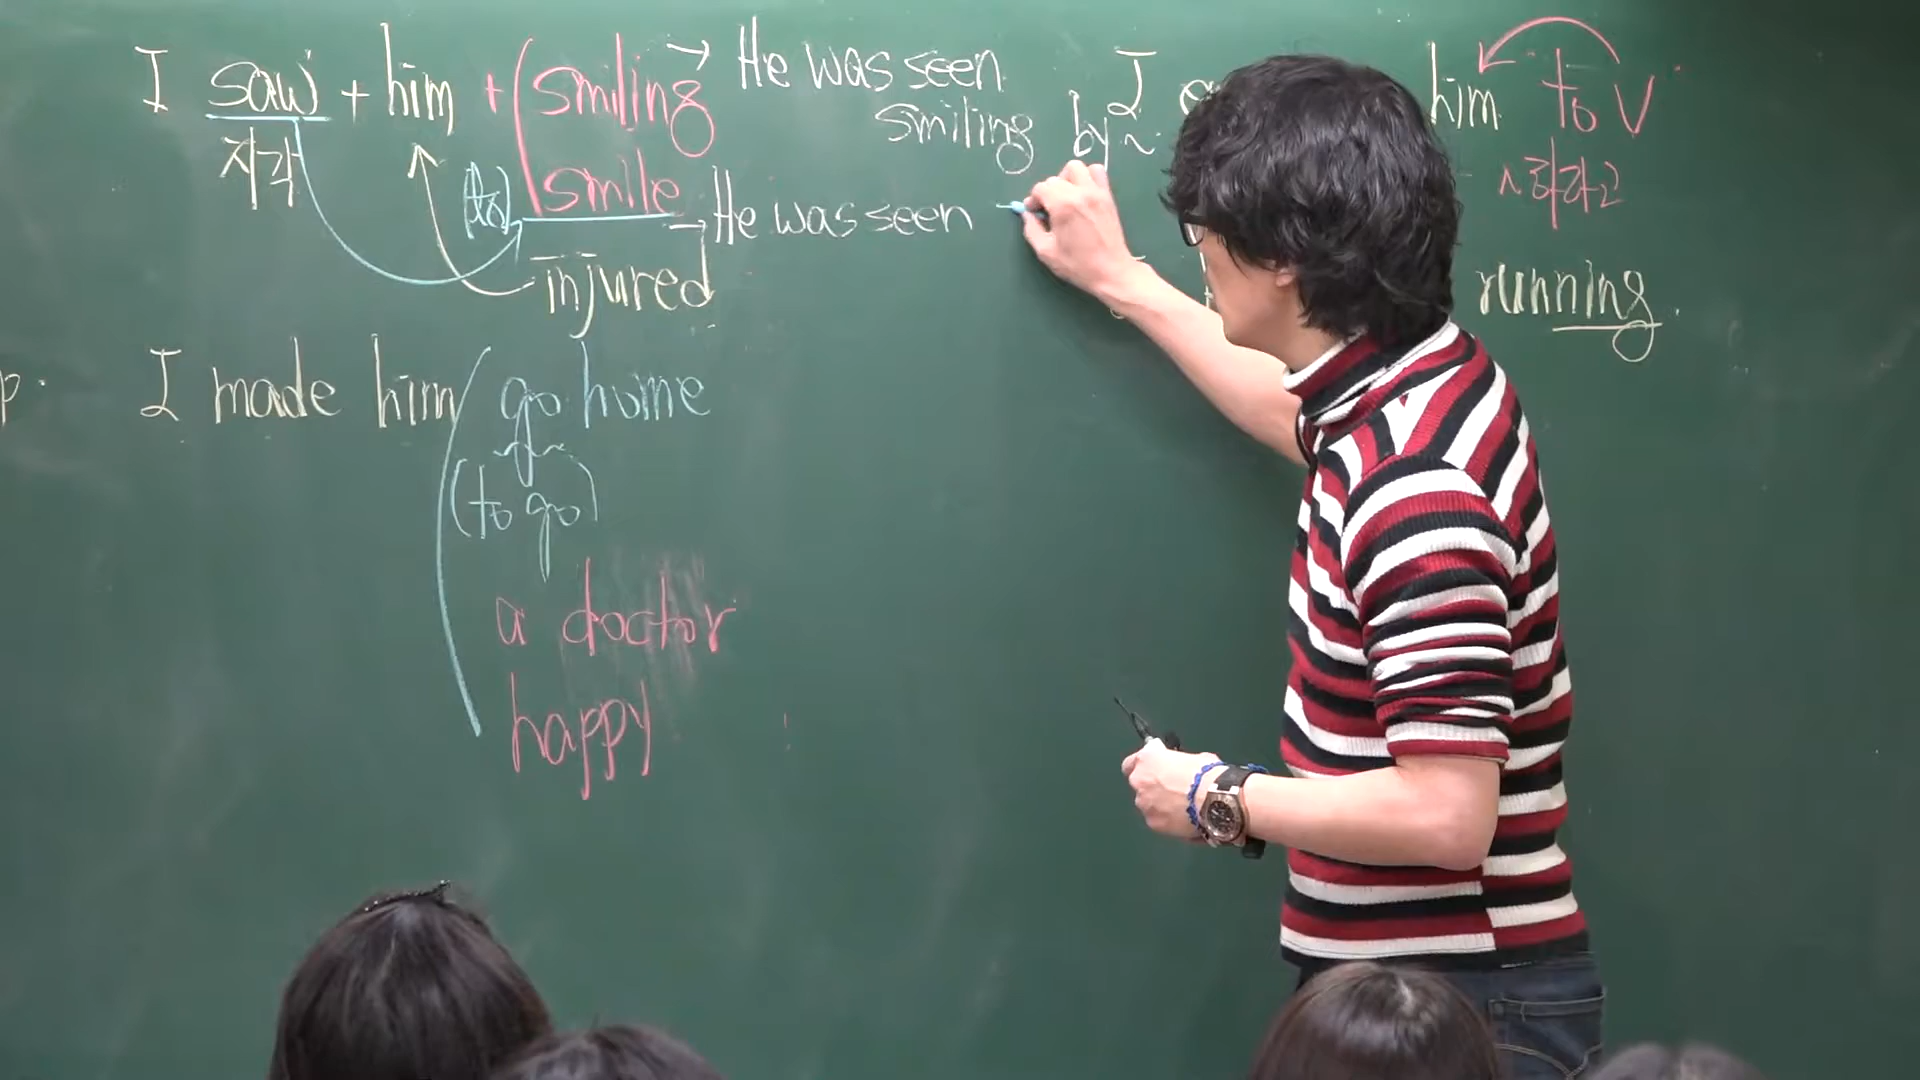 I saw + him + ( smiling → He was seen
smiling by ~
지각
(to) smile → He was seen
injured
I
him to V
~하라고
running.
p. I made him ( go home
(to go)
a doctor
happy